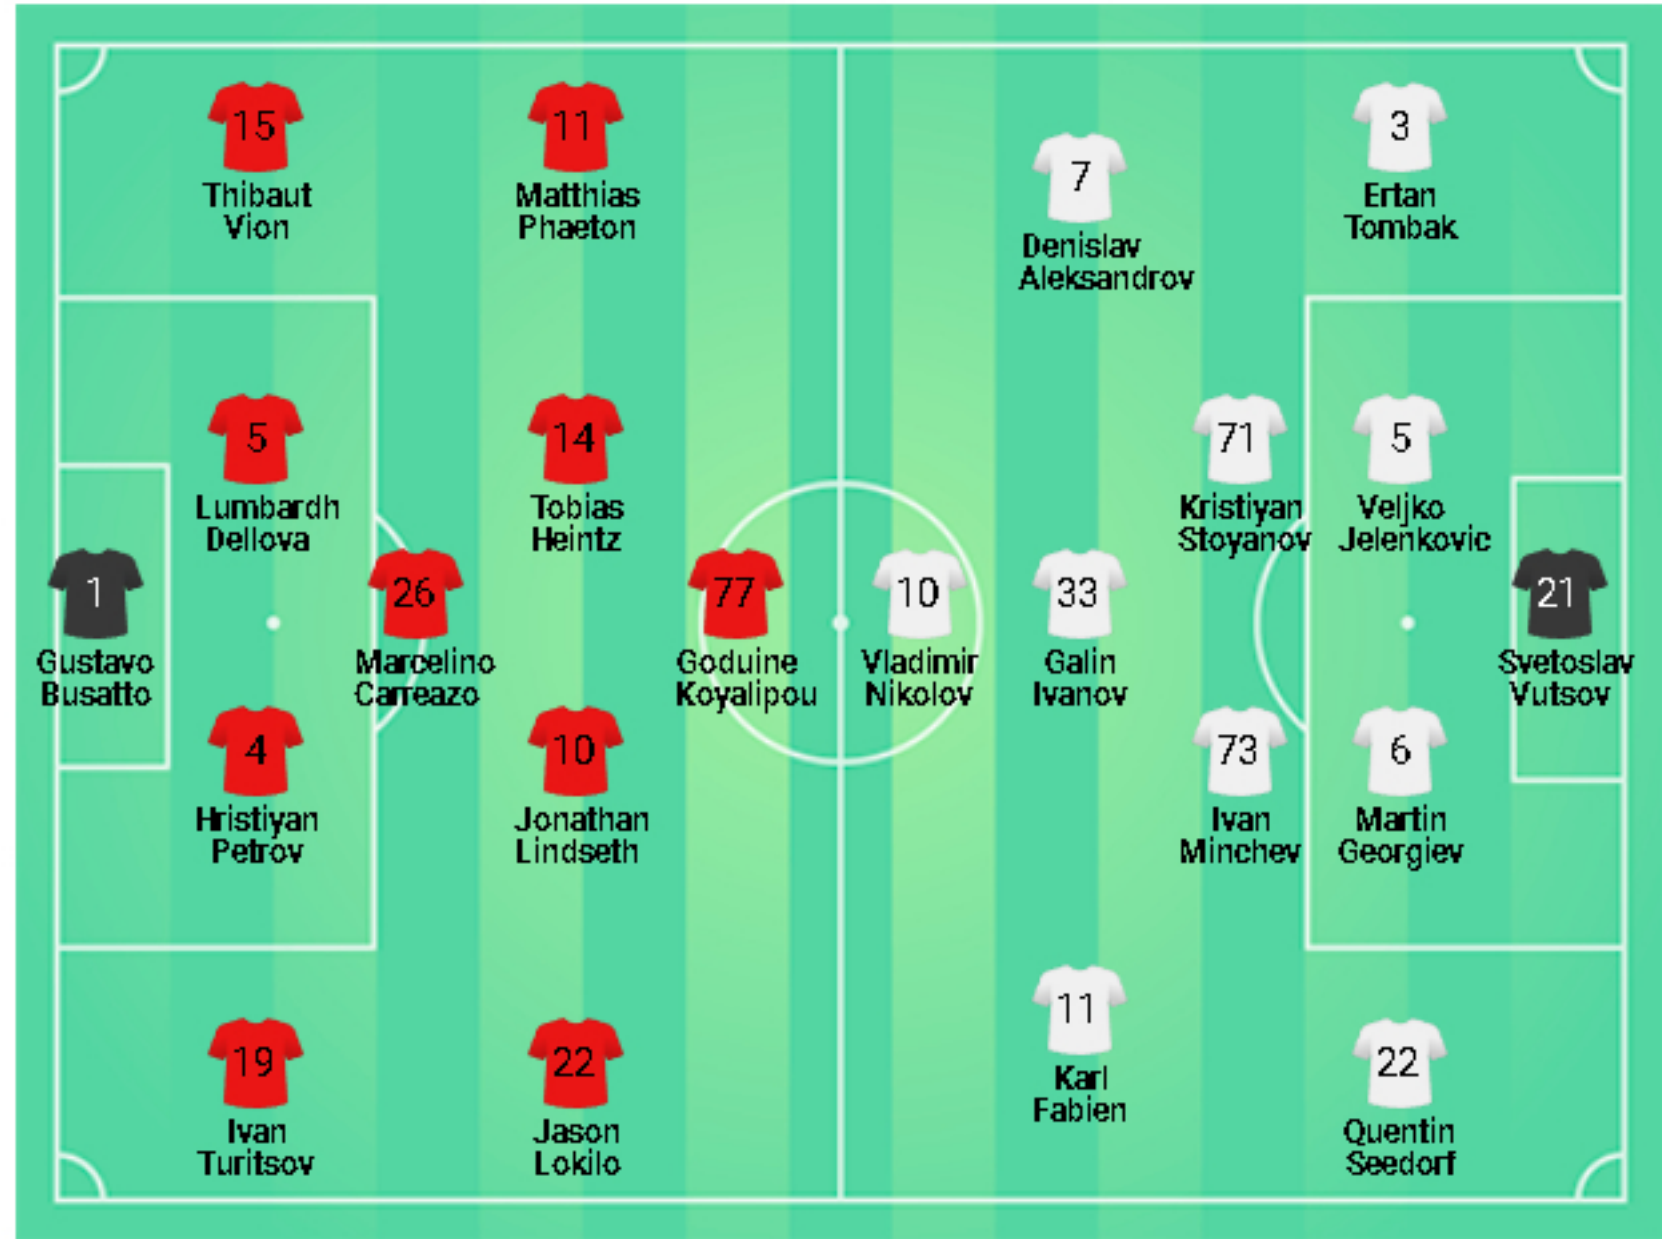 15
Thibaut
Vion
11
Matthias
Phaeton
7
Denislav
Aleksandrov
3
Ertan
Tombak
5
Lumbardh
Dellova
14
Tobias
Heintz
71
Kristiyan
Stoyanov
5
Veljko
Jelenkovic
1
Gustavo
Busatto
26
Marcelino
Carreazo
77
Goduine
Koyalipou
10
Vladimir
Nikolov
33
Galin
Ivanov
21
Svetoslav
Vutsov
4
Hristiyan
Petrov
10
Jonathan
Lindseth
73
Ivan
Minchev
6
Martin
Georgiev
19
Ivan
Turitsov
22
Jason
Lokilo
11
Karl
Fabien
22
Quentin
Seedorf